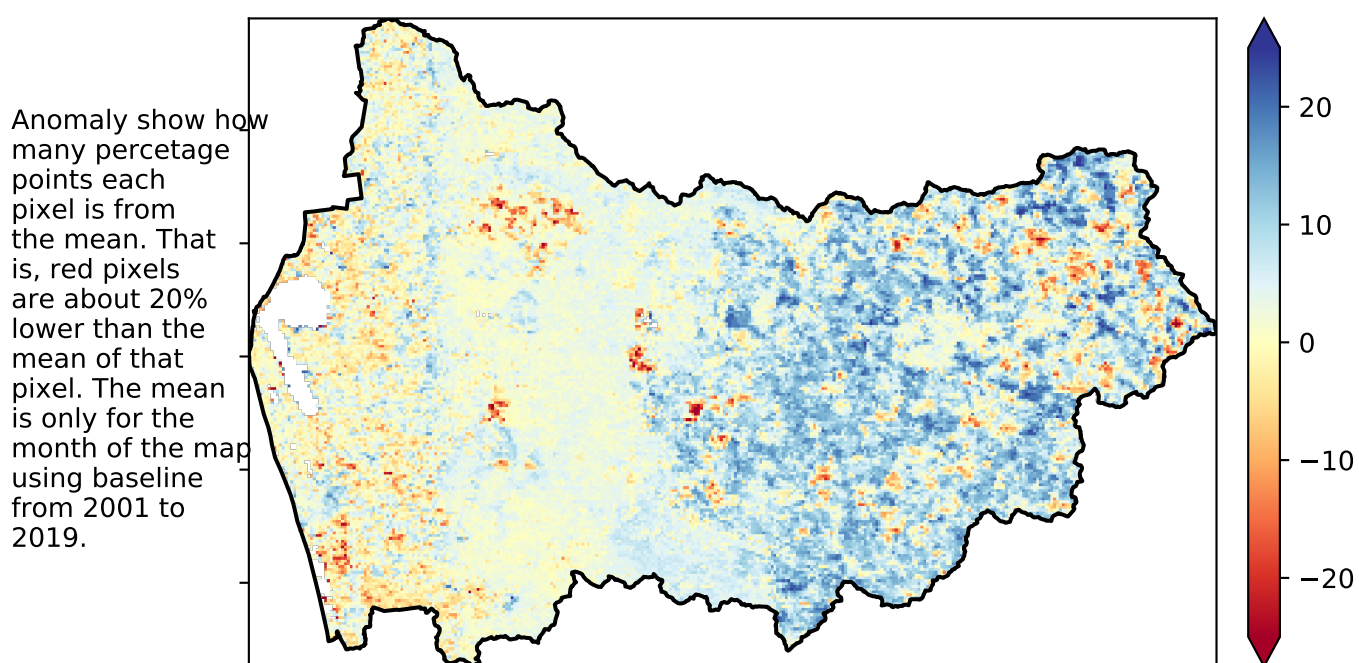 Anomaly show how
many percetage
points each
pixel is from
the mean. That
is, red pixels
are about 20%
lower than the
mean of that
pixel. The mean
is only for the
month of the map
using baseline
from 2001 to
2019.
20
10
0
−10
−20